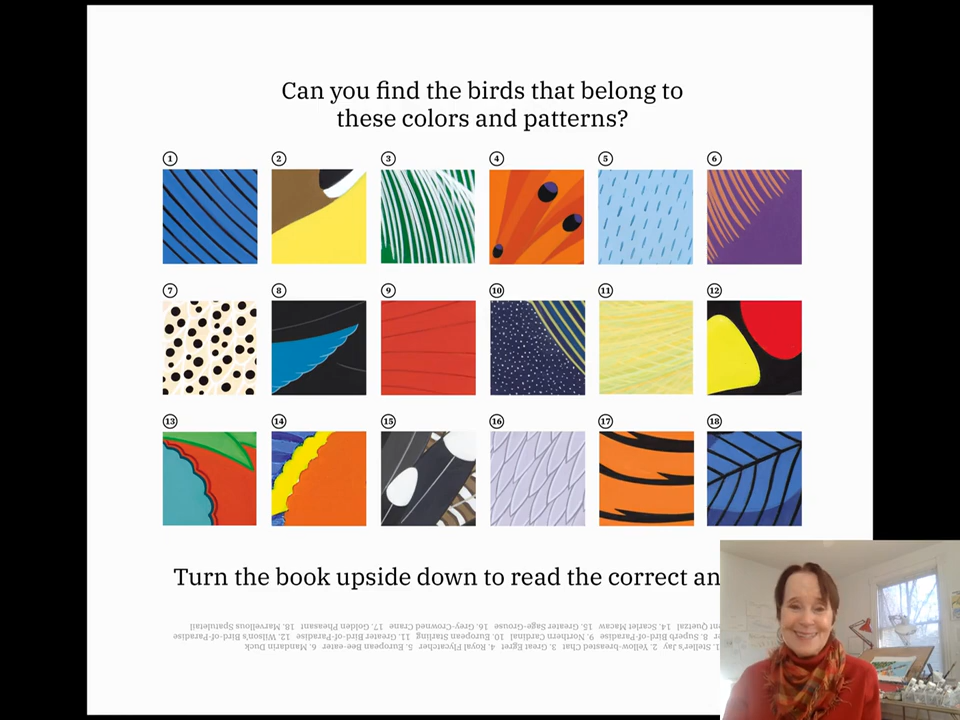 Can you find the birds that belong to
these colors and patterns?
1 2 3 4 5 6
7 8 9 10 11 12
13 14 15 16 17 18
Turn the book upside down to read the correct an
1. Steller's Jay 2. Yellow-breasted Chat 3. Great Egret 4. Royal Flycatcher 5. European Bee-eater 6. Mandarin Duck
8. Superb Bird-of-Paradise 9. Northern Cardinal 10. European Starling 11. Greater Bird-of-Paradise 12. Wilson's Bird-of-Paradise
Quetzal 14. Scarlet Macaw 15. Greater Sage-Grouse 16. Grey-Crowned Crane 17. Golden Pheasant 18. Marvellous Spatuletail